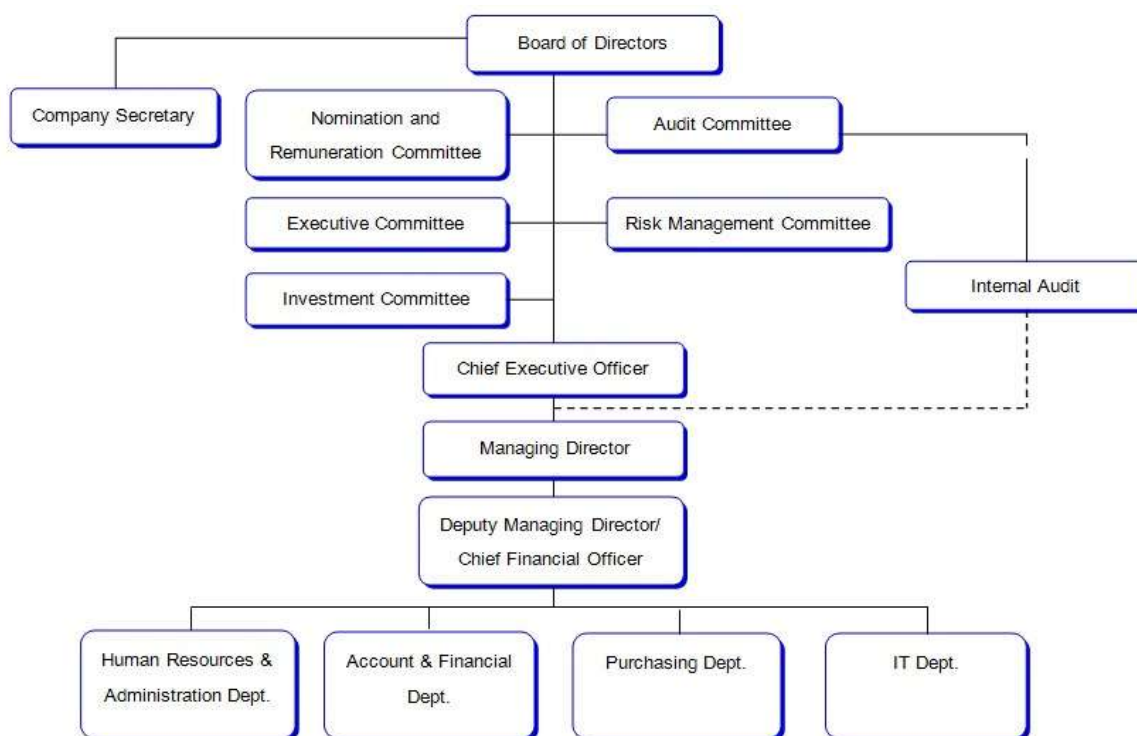 Board of Directors
Company Secretary
Nomination and
Remuneration Committee
Audit Committee
Executive Committee
Risk Management Committee
Investment Committee
Internal Audit
Chief Executive Officer
Managing Director
Deputy Managing Director/
Chief Financial Officer
Human Resources &
Administration Dept.
Account & Financial
Dept.
Purchasing Dept.
IT Dept.